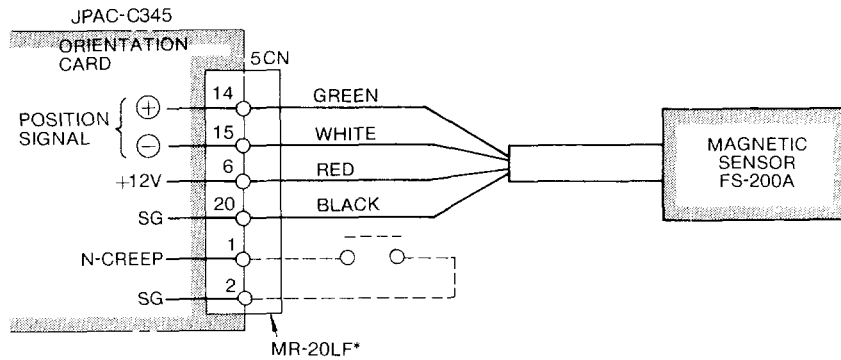 JPAC-C345
ORIENTATION
CARD
5CN
POSITION
SIGNAL
+
14
GREEN
−
15
WHITE
+12V
6
RED
SG
20
BLACK
N-CREEP
1
SG
2
MR-20LF*
MAGNETIC
SENSOR
FS-200A